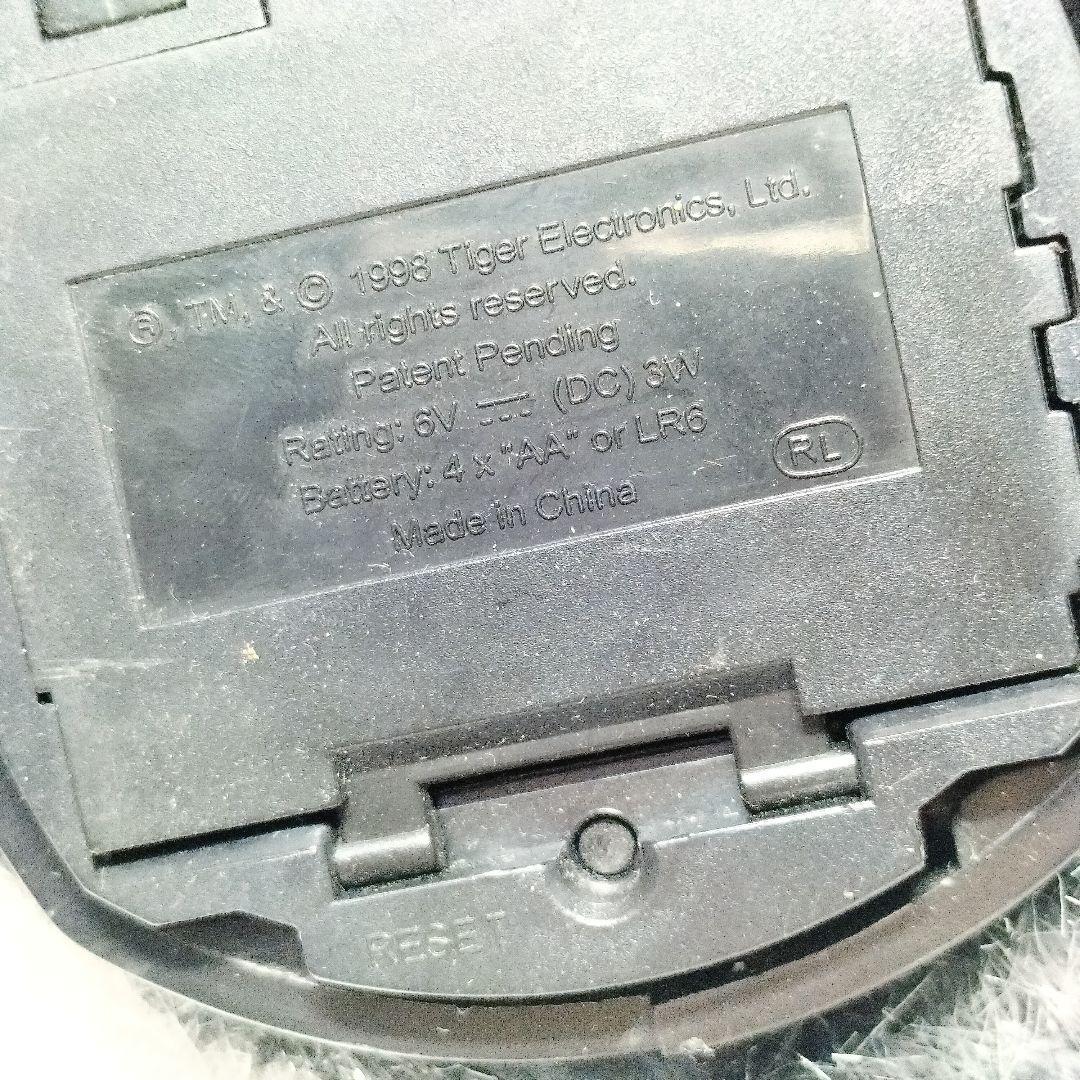 ®, TM, & © 1998 Tiger Electronics, Ltd.
All rights reserved.
Patent Pending
Rating: 6V ⎓ (DC) 3W
Battery: 4 x "AA" or LR6
Made in China
RL
RESET